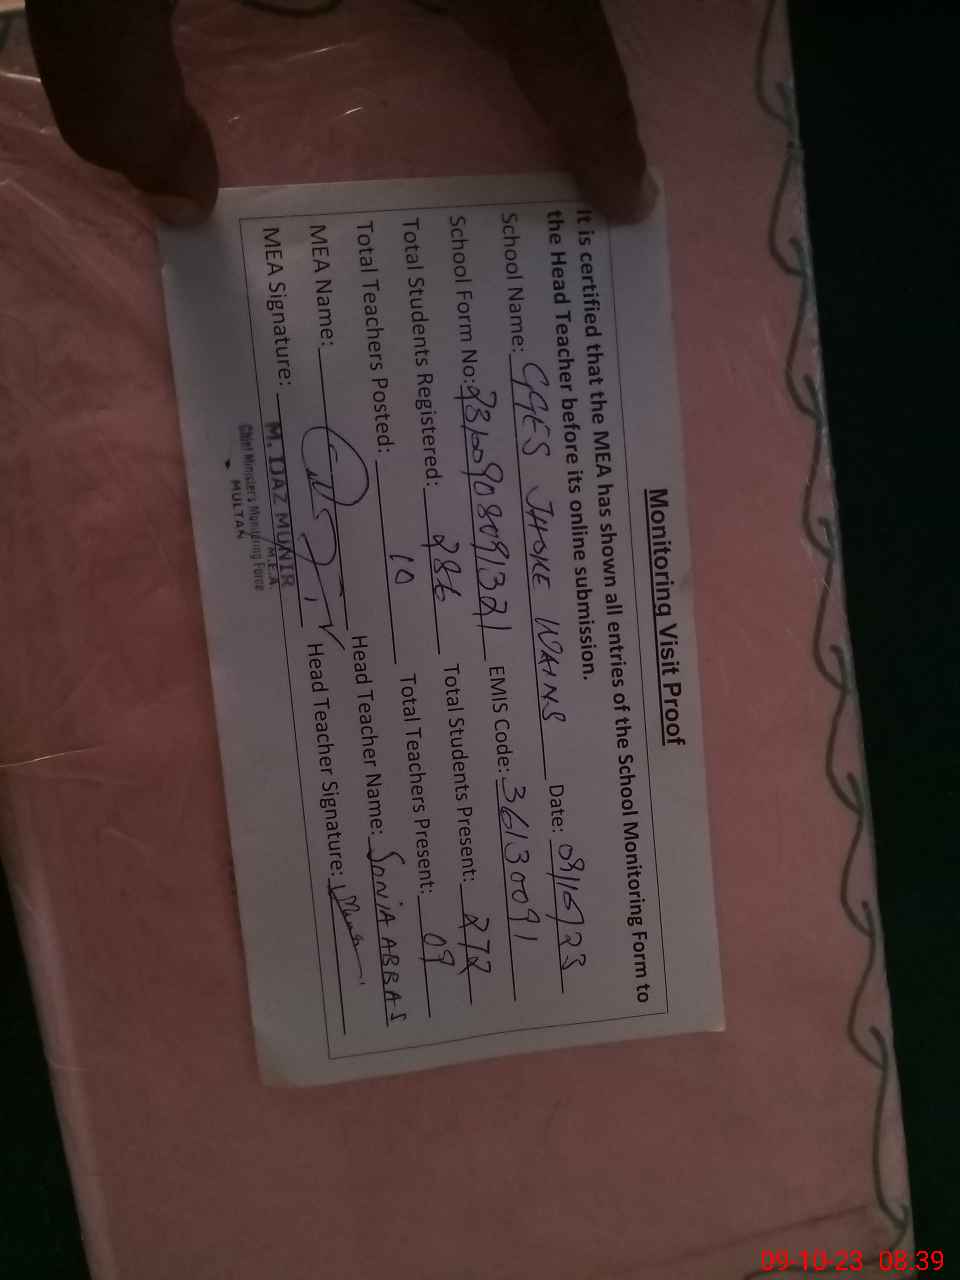 Monitoring Visit Proof
It is certified that the MEA has shown all entries of the School Monitoring Form to
the Head Teacher before its online submission.
School Name: GGES JHOKE WAINS Date: 09/10/23
School Form No: EMIS Code: 36130091
Total Students Registered: 286 Total Students Present: 272
Total Teachers Posted: 10 Total Teachers Present: 09
MEA Name: Head Teacher Name: SONIA ABBAS
MEA Signature: Head Teacher Signature:
M. IJAZ MUNIR
M.E.A.
Chief Minister's Monitoring Force
MULTAN
09-10-23 08:39